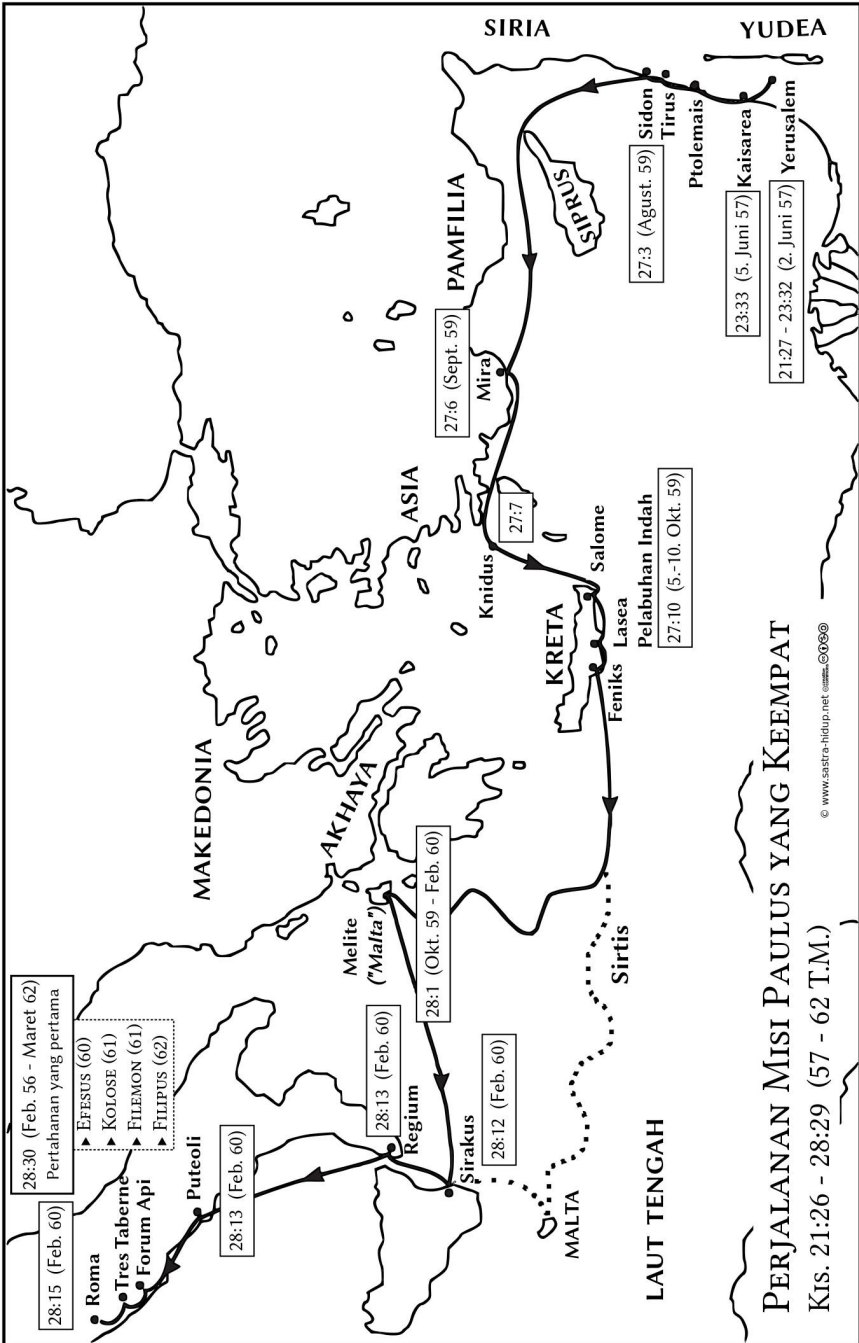 28:15 (Feb. 60)
Roma
Tres Taberne
Forum Api
28:30 (Feb. 56 - Maret 62)
Pertahanan yang pertama
▶ EFESUS (60)
▶ KOLOSE (61)
▶ FILEMON (61)
▶ FILIPUS (62)
Puteoli
28:13 (Feb. 60)
28:13 (Feb. 60)
Regium
Sirakus
28:12 (Feb. 60)
MALTA
LAUT TENGAH
MAKEDONIA
AKHAYA
Melite
("Malta")
28:1 (Okt. 59 - Feb. 60)
Sirtis
ASIA
Knidus
27:7
KRETA
Salome
Lasea
Feniks
Pelabuhan Indah
27:10 (5.-10. Okt. 59)
PAMFILIA
27:6 (Sept. 59)
Mira
SIPRUS
SIRIA
Sidon
Tirus
27:3 (Agust. 59)
Ptolemais
Kaisarea
23:33 (5. Juni 57)
Yerusalem
21:27 - 23:32 (2. Juni 57)
YUDEA
PERJALANAN MISI PAULUS YANG KEEMPAT
Kis. 21:26 - 28:29 (57 - 62 T.M.)
© www.sastra-hidup.net